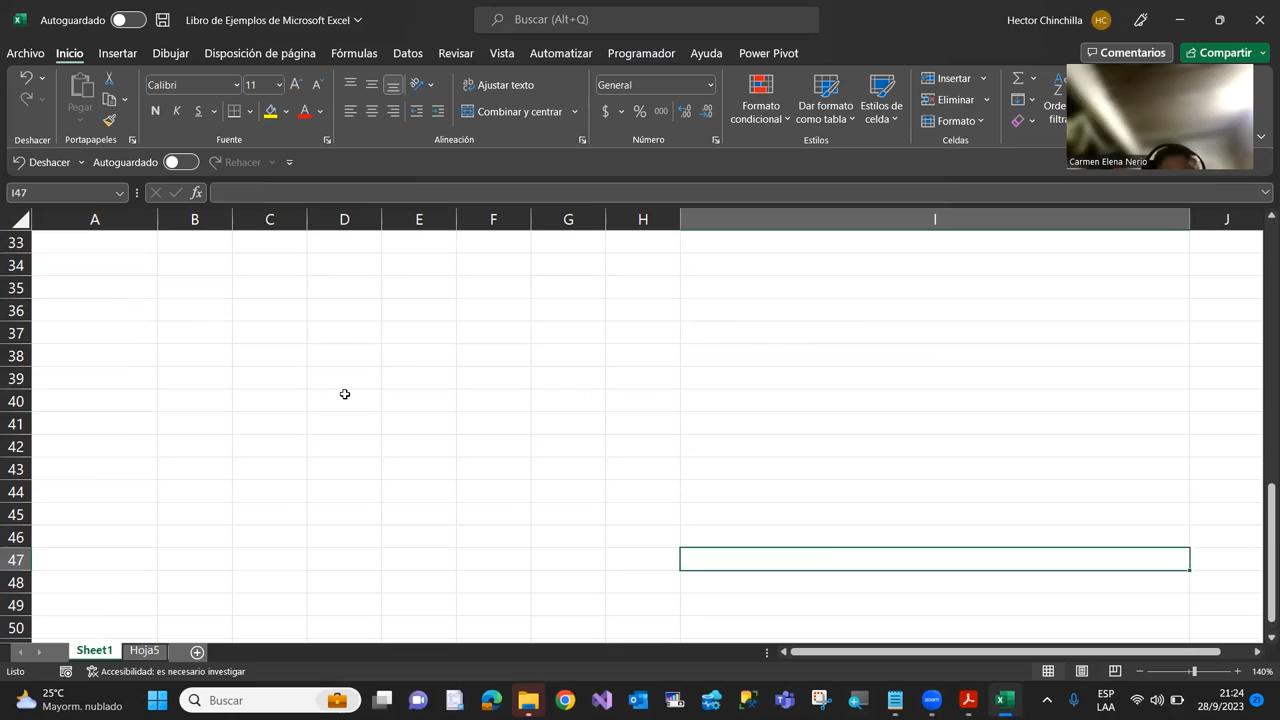 Autoguardado
Libro de Ejemplos de Microsoft Excel
Buscar (Alt+Q)
Hector Chinchilla
HC
Archivo
Inicio
Insertar
Dibujar
Disposición de página
Fórmulas
Datos
Revisar
Vista
Automatizar
Programador
Ayuda
Power Pivot
Comentarios
Compartir
Deshacer
Pegar
Portapapeles
Calibri
11
N K S
Fuente
Ajustar texto
Combinar y centrar
Alineación
General
$ % 000
Número
Formato
condicional
Dar formato
como tabla
Estilos de
celda
Estilos
Insertar
Eliminar
Formato
Celdas
Orde
filtra
Carmen Elena Nerio
Deshacer
Autoguardado
Rehacer
I47
fx
A B C D E F G H I J
33
34
35
36
37
38
39
40
41
42
43
44
45
46
47
48
49
50
Sheet1
Hoja5
Listo
Accesibilidad: es necesario investigar
140%
25°C
Mayorm. nublado
Buscar
zoom
ESP
LAA
21:24
28/9/2023